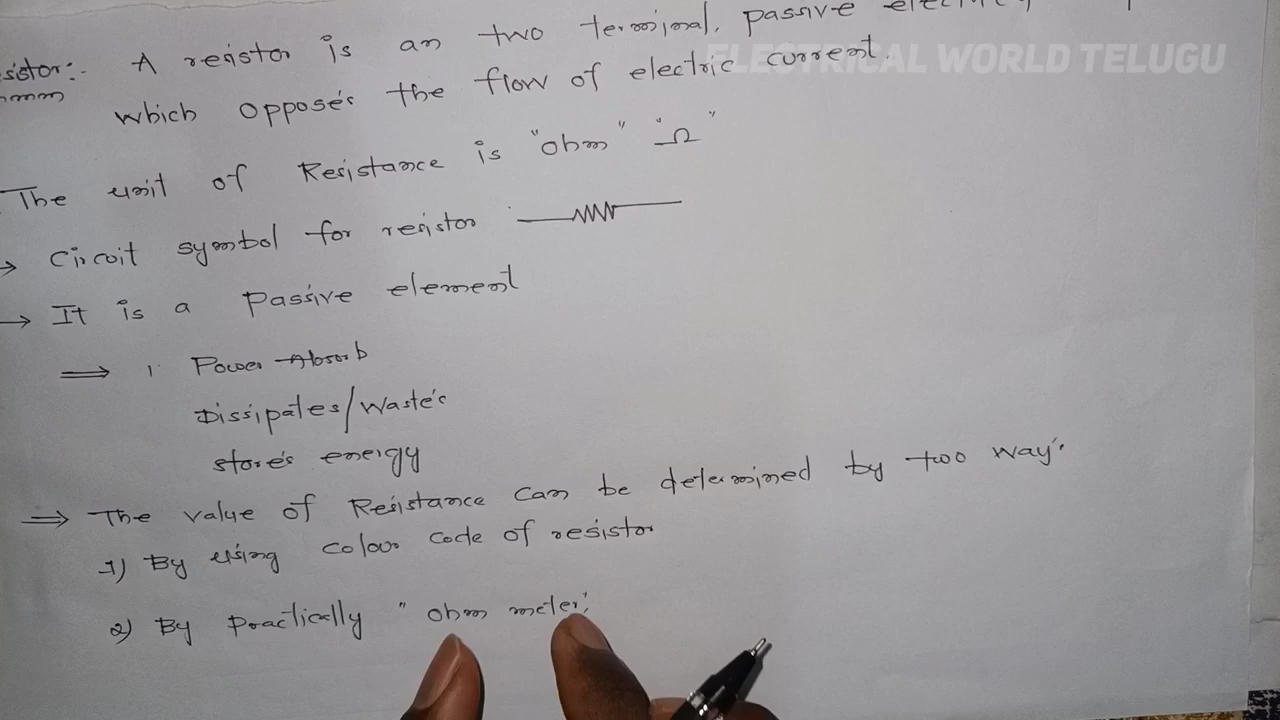 sistor:- A resistor is an two terminal, passive
which oppose's the flow of electric current.
ELECTRICAL WORLD TELUGU
The unit of Resistance is "ohm" "Ω"
→ Circuit symbol for resistor
→ It is a Passive element
⇒ 1. Power Absorb
Dissipates/Waste's
store's energy
⇒ The value of Resistance can be determined by two way's
1) By using colour code of resistor
2) By Practically "ohm meter"